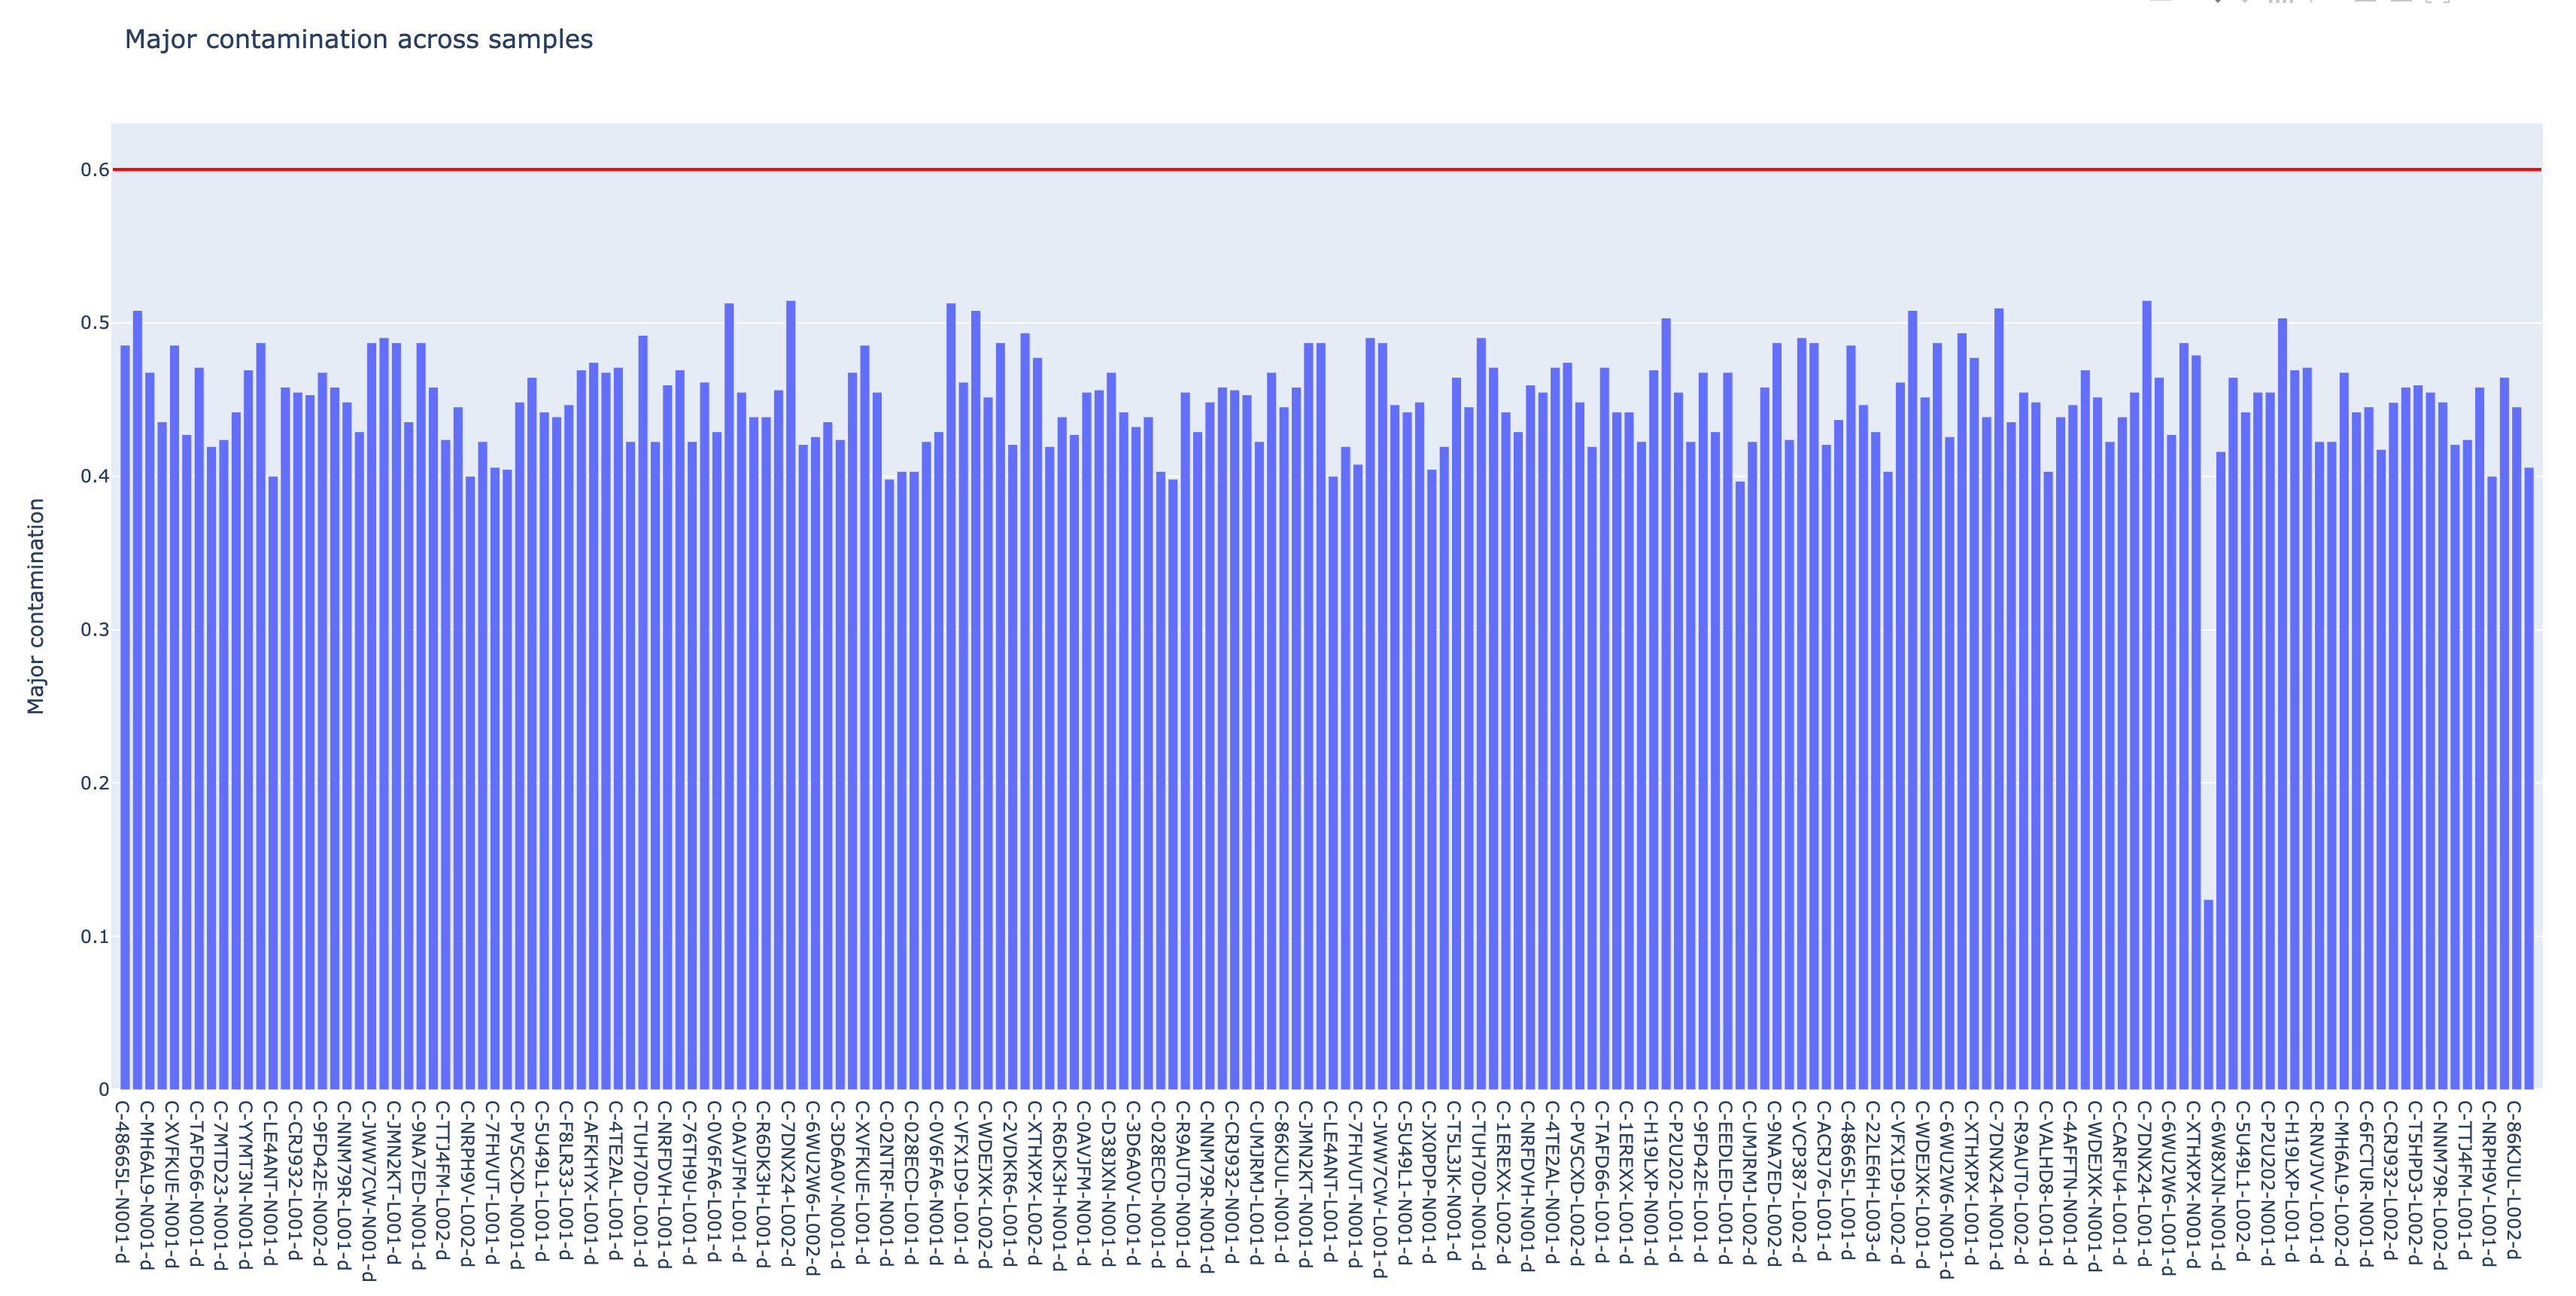 Major contamination across samples
Major contamination
0.6
0.5
0.4
0.3
0.2
0.1
0
C-48665L-N001-d
C-MH6AL9-N001-d
C-XVFKUE-N001-d
C-TAFD66-N001-d
C-7MTD23-N001-d
C-YYMT3N-N001-d
C-LE4ANT-N001-d
C-CRJ932-L001-d
C-9FD42E-N002-d
C-NNM79R-L001-d
C-JWW7CW-N001-d
C-JMN2KT-L001-d
C-9NA7ED-N001-d
C-TTJ4FM-L002-d
C-NRPH9V-L002-d
C-7FHVUT-L001-d
C-PV5CXD-N001-d
C-5U49L1-L001-d
C-F8LR33-L001-d
C-AFKHYX-L001-d
C-4TE2AL-L001-d
C-TUH70D-L001-d
C-NRFDVH-L001-d
C-76TH9U-L001-d
C-0V6FA6-L001-d
C-0AVJFM-L001-d
C-R6DK3H-L001-d
C-7DNX24-L002-d
C-6WU2W6-L002-d
C-3D6A0V-N001-d
C-XVFKUE-L001-d
C-02NTRF-N001-d
C-028ECD-L001-d
C-0V6FA6-N001-d
C-VFX1D9-L001-d
C-WDEJXK-L002-d
C-2VDKR6-L001-d
C-XTHXPX-L002-d
C-R6DK3H-N001-d
C-0AVJFM-N001-d
C-D38JXN-N001-d
C-3D6A0V-L001-d
C-028ECD-N001-d
C-R9AUT0-N001-d
C-NNM79R-N001-d
C-CRJ932-N001-d
C-UMJRMJ-L001-d
C-86KJUL-N001-d
C-JMN2KT-N001-d
C-LE4ANT-L001-d
C-7FHVUT-N001-d
C-JWW7CW-L001-d
C-5U49L1-N001-d
C-JX0PDP-N001-d
C-T5L3JK-N001-d
C-TUH70D-N001-d
C-1EREXX-L002-d
C-NRFDVH-N001-d
C-4TE2AL-N001-d
C-PV5CXD-L002-d
C-TAFD66-L001-d
C-1EREXX-L001-d
C-H19LXP-N001-d
C-P2U202-L001-d
C-9FD42E-L001-d
C-EEDLED-L001-d
C-UMJRMJ-L002-d
C-9NA7ED-L002-d
C-VCP387-L002-d
C-ACRJ76-L001-d
C-48665L-L001-d
C-22LE6H-L003-d
C-VFX1D9-L002-d
C-WDEJXK-L001-d
C-6WU2W6-N001-d
C-XTHXPX-L001-d
C-7DNX24-N001-d
C-R9AUT0-L002-d
C-VALHD8-L001-d
C-4AFFTN-N001-d
C-WDEJXK-N001-d
C-CARFU4-L001-d
C-7DNX24-L001-d
C-6WU2W6-L001-d
C-XTHXPX-N001-d
C-6W8XJN-N001-d
C-5U49L1-L002-d
C-P2U202-N001-d
C-H19LXP-L001-d
C-RNVJVV-L001-d
C-MH6AL9-L002-d
C-6FCTUR-N001-d
C-CRJ932-L002-d
C-T5HPD3-L002-d
C-NNM79R-L002-d
C-TTJ4FM-L001-d
C-NRPH9V-L001-d
C-86KJUL-L002-d